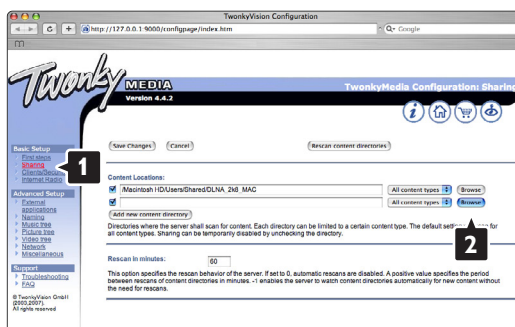 TwonkyVision Configuration
http://127.0.0.1:9000/configpage/index.htm
Google
Twonky MEDIA
Version 4.4.2
TwonkyMedia Configuration: Sharing
Basic Setup
First steps
Sharing
Clients/Security
Internet Radio
Advanced Setup
External
applications
Naming
Music tree
Picture tree
Video tree
Network
Miscellaneous
Support
Troubleshooting
FAQ
© TwonkyVision GmbH
(2003,2007).
All rights reserved
1
Save Changes Cancel Rescan content directories
Content Locations:
/Macintosh HD/Users/Shared/DLNA_2k8_MAC All content types Browse
All content types Browse
Add new content directory
2
Directories where the server shall scan for content. Each directory can be limited to a certain content type. The default for
all content types. Sharing can be temporarily disabled by unchecking the directory.
Rescan in minutes: 60
This option specifies the rescan behavior of the server. If set to 0, automatic rescans are disabled. A positive value specifies the period
between rescans of content directories in minutes. -1 enables the server to watch content directories automatically for new content without
the need for rescans.